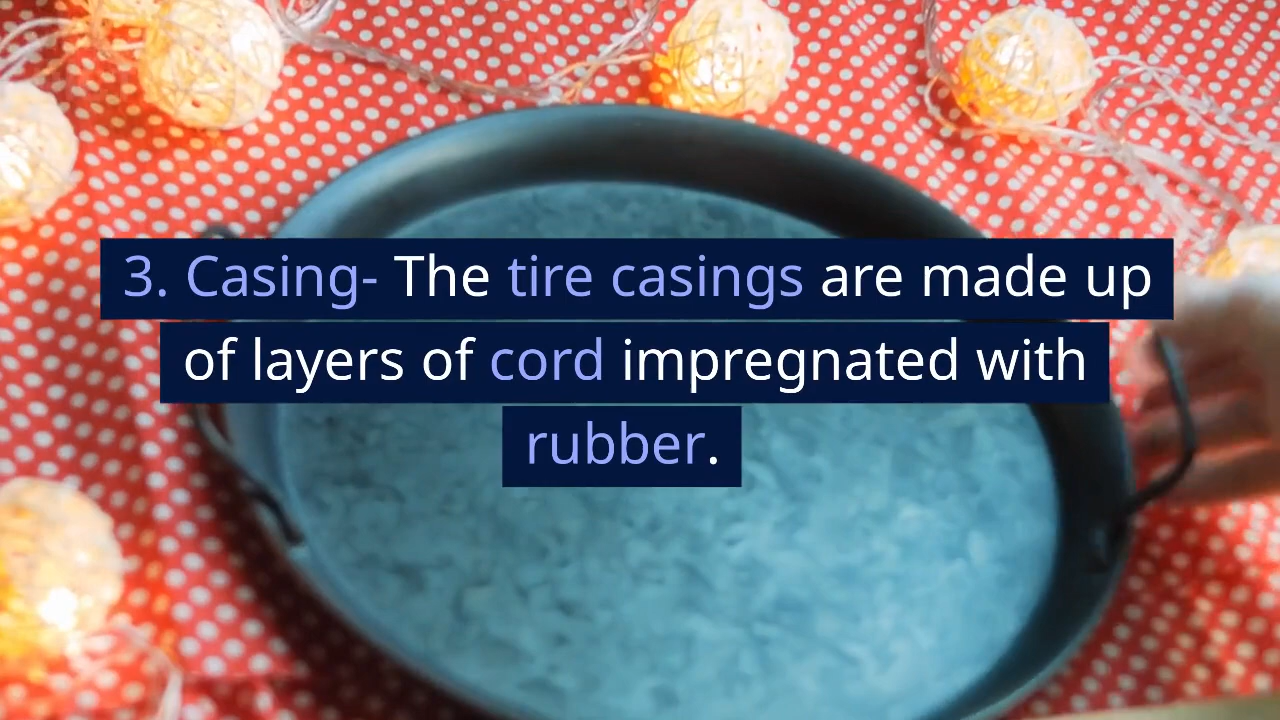 3. Casing- The tire casings are made up
of layers of cord impregnated with
rubber.